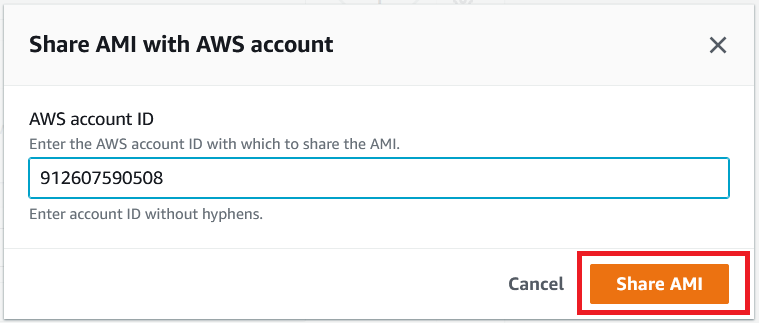 Share AMI with AWS account
AWS account ID
Enter the AWS account ID with which to share the AMI.
912607590508
Enter account ID without hyphens.
Cancel
Share AMI